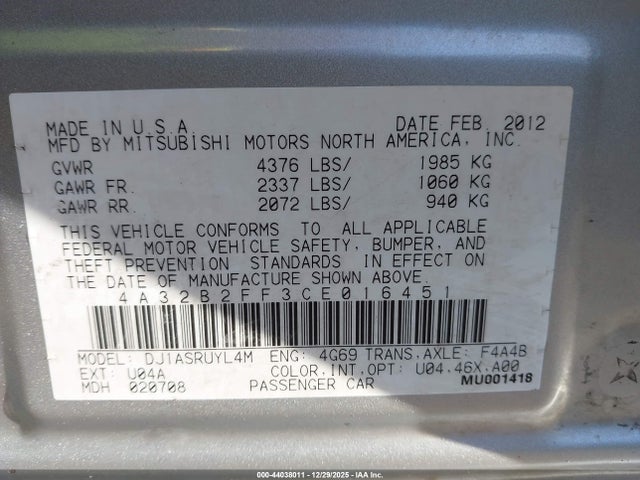 MADE IN U.S.A. DATE FEB. 2012
MFD BY MITSUBISHI MOTORS NORTH AMERICA, INC.
GVWR 4376 LBS/ 1985 KG
GAWR FR. 2337 LBS/ 1060 KG
GAWR RR. 2072 LBS/ 940 KG
THIS VEHICLE CONFORMS TO ALL APPLICABLE
FEDERAL MOTOR VEHICLE SAFETY, BUMPER, AND
THEFT PREVENTION STANDARDS IN EFFECT ON
THE DATE OF MANUFACTURE SHOWN ABOVE.
4A32B2FF3CE016451
MODEL: DJ1ASRUYL4M ENG: 4G69 TRANS,AXLE: F4A4B
EXT: U04A COLOR,INT,OPT: U04,46X,A00
MDH 020708 PASSENGER CAR MU001418
000-44038011 - 12/29/2025 - IAA Inc.